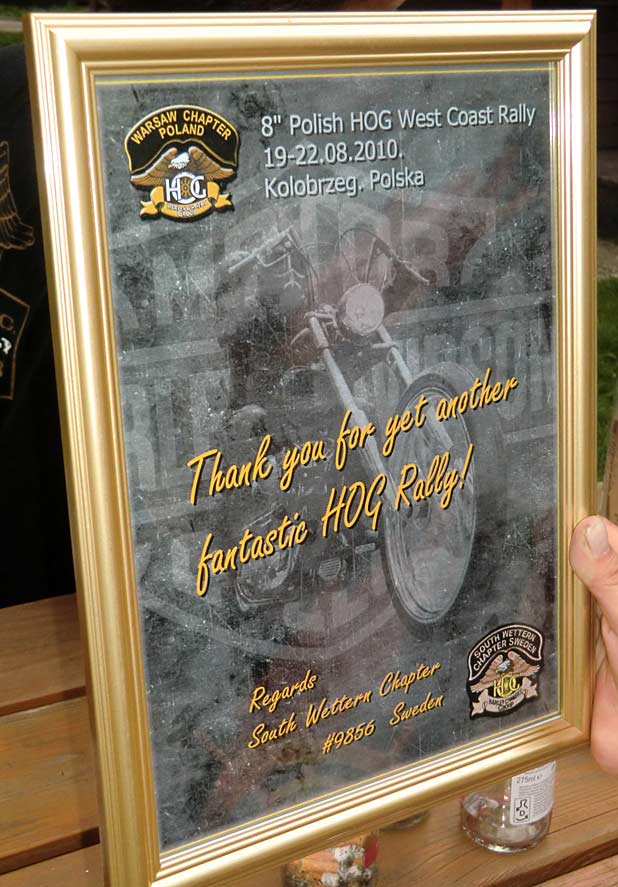 WARSAW CHAPTER
POLAND
HOG
8" Polish HOG West Coast Rally
19-22.08.2010.
Kolobrzeg. Polska
Thank you for yet another
fantastic HOG Rally!
Regards
South Wettern Chapter
#9856 Sweden
SOUTH WETTERN
CHAPTER SWEDEN
HOG
275ml